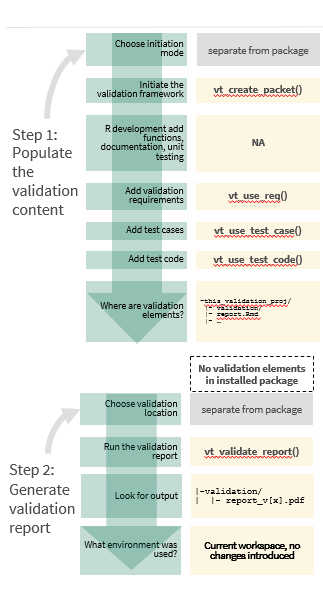 Step 1:
Populate
the
validation
content
Choose initiation
mode
separate from package
Initiate the
validation framework
vt_create_packet()
R development add
functions,
documentation, unit
testing
NA
Add validation
requirements
vt_use_req()
Add test cases
vt_use_test_case()
Add test code
vt_use_test_code()
Where are validation
elements?
-this_validation_proj/
|- validation/
|- report.Rmd
|- …
No validation elements
in installed package
Step 2:
Generate
validation
report
Choose validation
location
separate from package
Run the validation
report
vt_validate_report()
Look for output
|-validation/
| |- report_v[x].pdf
What environment was
used?
Current workspace, no
changes introduced